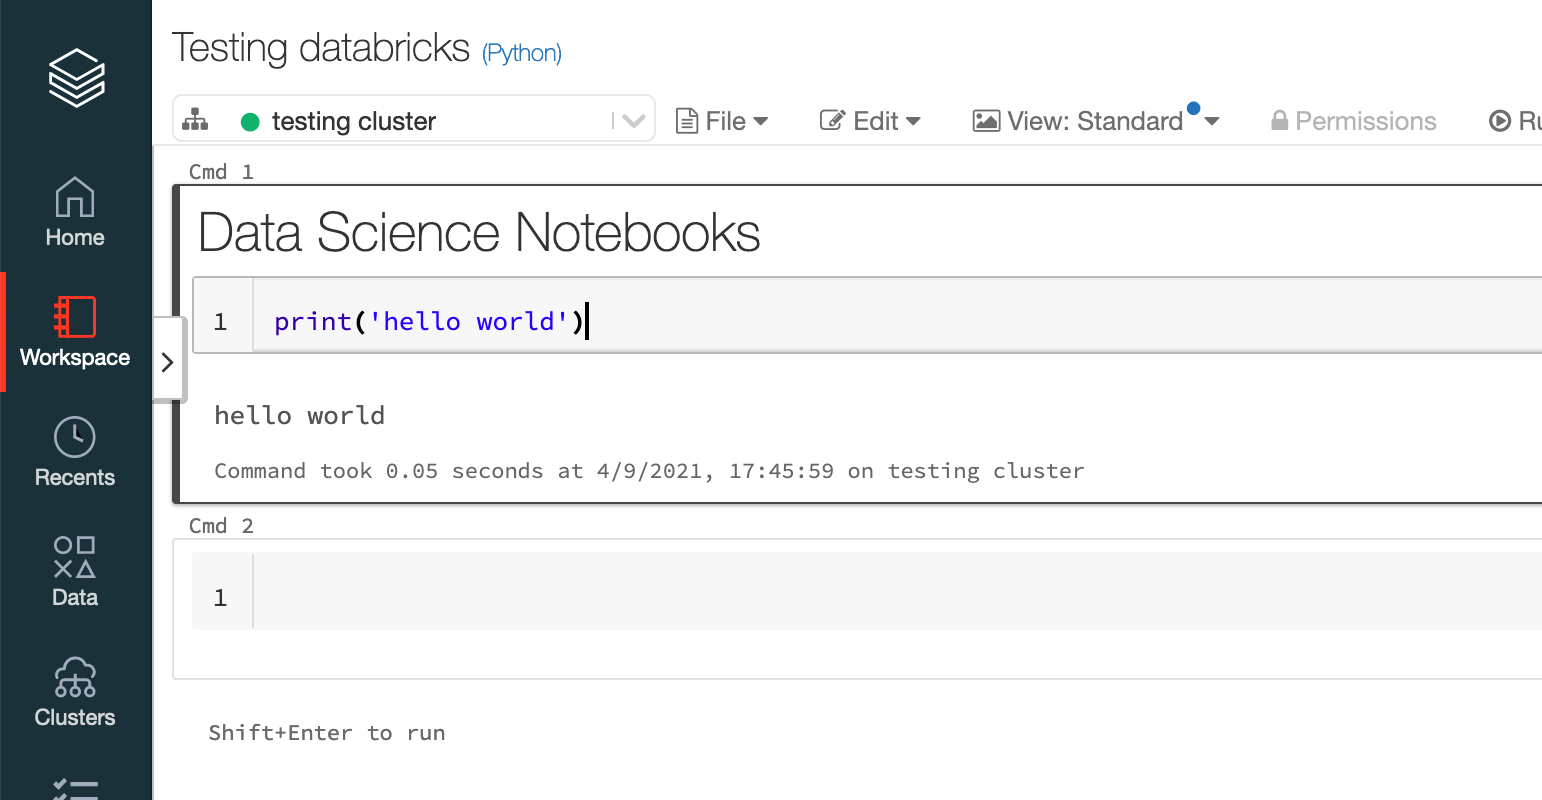 Testing databricks (Python)
testing cluster File Edit View: Standard Permissions Ru
Home
Workspace
Recents
Data
Clusters
Cmd 1
Data Science Notebooks
1 print('hello world')
hello world
Command took 0.05 seconds at 4/9/2021, 17:45:59 on testing cluster
Cmd 2
1
Shift+Enter to run